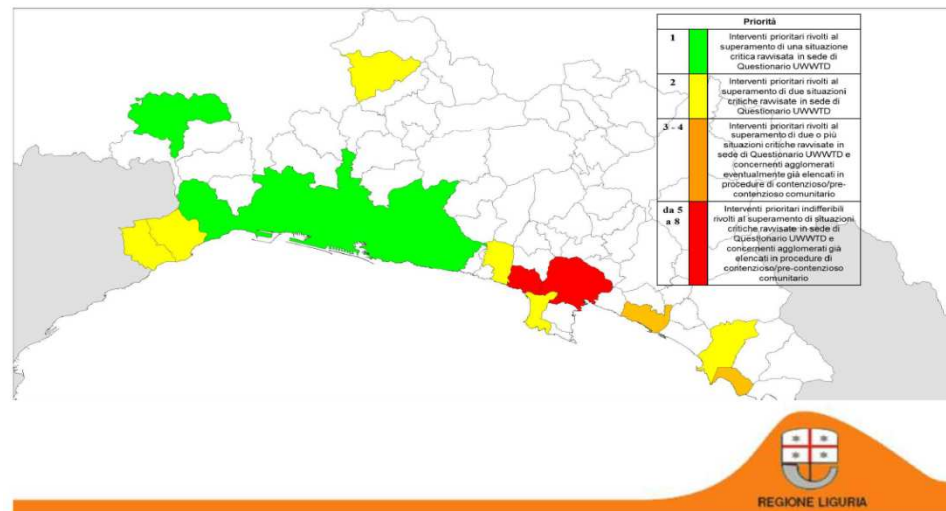 Priorità
1
Interventi prioritari rivolti al
superamento di una situazione
critica ravvisata in sede di
Questionario UWWTD
2
Interventi prioritari rivolti al
superamento di due situazioni
critiche ravvisate in sede di
Questionario UWWTD
3 - 4
Interventi prioritari rivolti al
superamento di due o più
situazioni critiche ravvisate in
sede di Questionario UWWTD e
concernenti agglomerati
eventualmente già elencati in
procedure di contenzioso/pre-
contenzioso comunitario
da 5
a 8
Interventi prioritari indifferibili
rivolti al superamento di situazioni
critiche ravvisate in sede di
Questionario UWWTD e
concernenti agglomerati già
elencati in procedure di
contenzioso/pre-contenzioso
comunitario
REGIONE LIGURIA